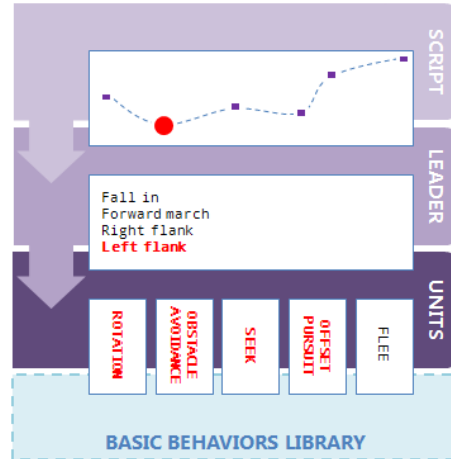 SCRIPT
LEADER
Fall in
Forward march
Right flank
Left flank
UNITS
ROTATION
OBSTACLE
AVOIDANCE
SEEK
OFFSET
PURSUIT
FLEE
BASIC BEHAVIORS LIBRARY